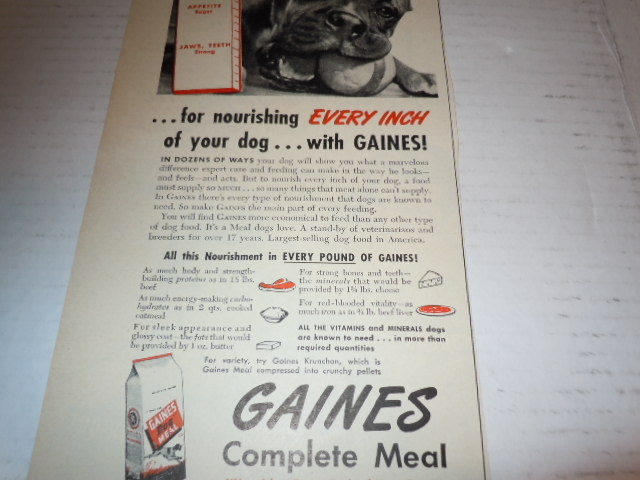 APPETITE
Super
JAWS, TEETH
Strong
...for nourishing EVERY INCH
of your dog...with GAINES!
IN DOZENS OF WAYS your dog will show you what a marvelous
difference expert care and feeding can make in the way he looks—
and feels—and acts. But to nourish every inch of your dog, a food
must supply so MUCH...so many things that meat alone can't supply.
In GAINES there's every type of nourishment that dogs are known to
need. So make GAINES the main part of every feeding.
You will find GAINES more economical to feed than any other type
of dog food. It's a Meal dogs love. A stand-by of veterinarians and
breeders for over 17 years. Largest-selling dog food in America.
All this Nourishment in EVERY POUND OF GAINES!
As much body and strength-
building proteins as in 1½ lbs.
beef
As much energy-making carbo-
hydrates as in 2 qts. cooked
oatmeal
For sleek appearance and
glossy coat—the fats that would
be provided by 1 oz. butter
For strong bones and teeth—
the minerals that would be
provided by 1¾ lbs. cheese
For red-blooded vitality—as
much iron as in ¾ lb. beef liver
ALL THE VITAMINS and MINERALS dogs
are known to need...in more than
required quantities
For variety, try Gaines Krunchon, which is
Gaines Meal compressed into crunchy pellets
GAINES
MEAL
GAINES
Complete Meal